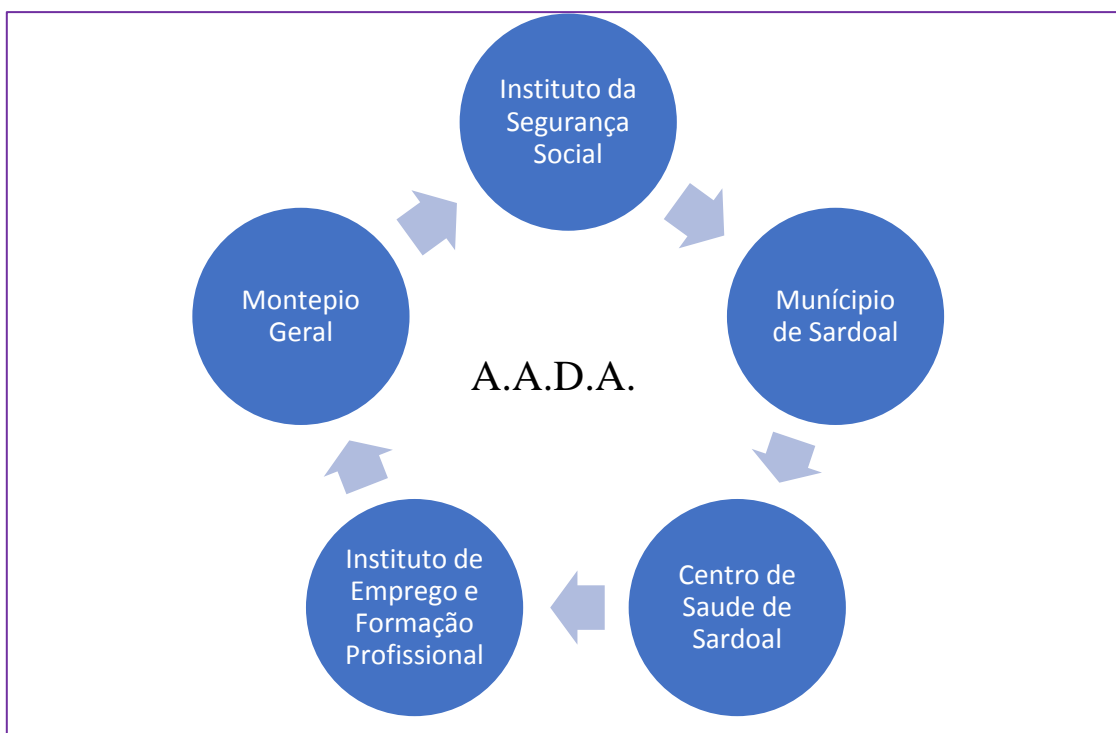 Instituto da
Segurança
Social
Munícipio
de Sardoal
Centro de
Saude de
Sardoal
Instituto de
Emprego e
Formação
Profissional
Montepio
Geral
A.A.D.A.